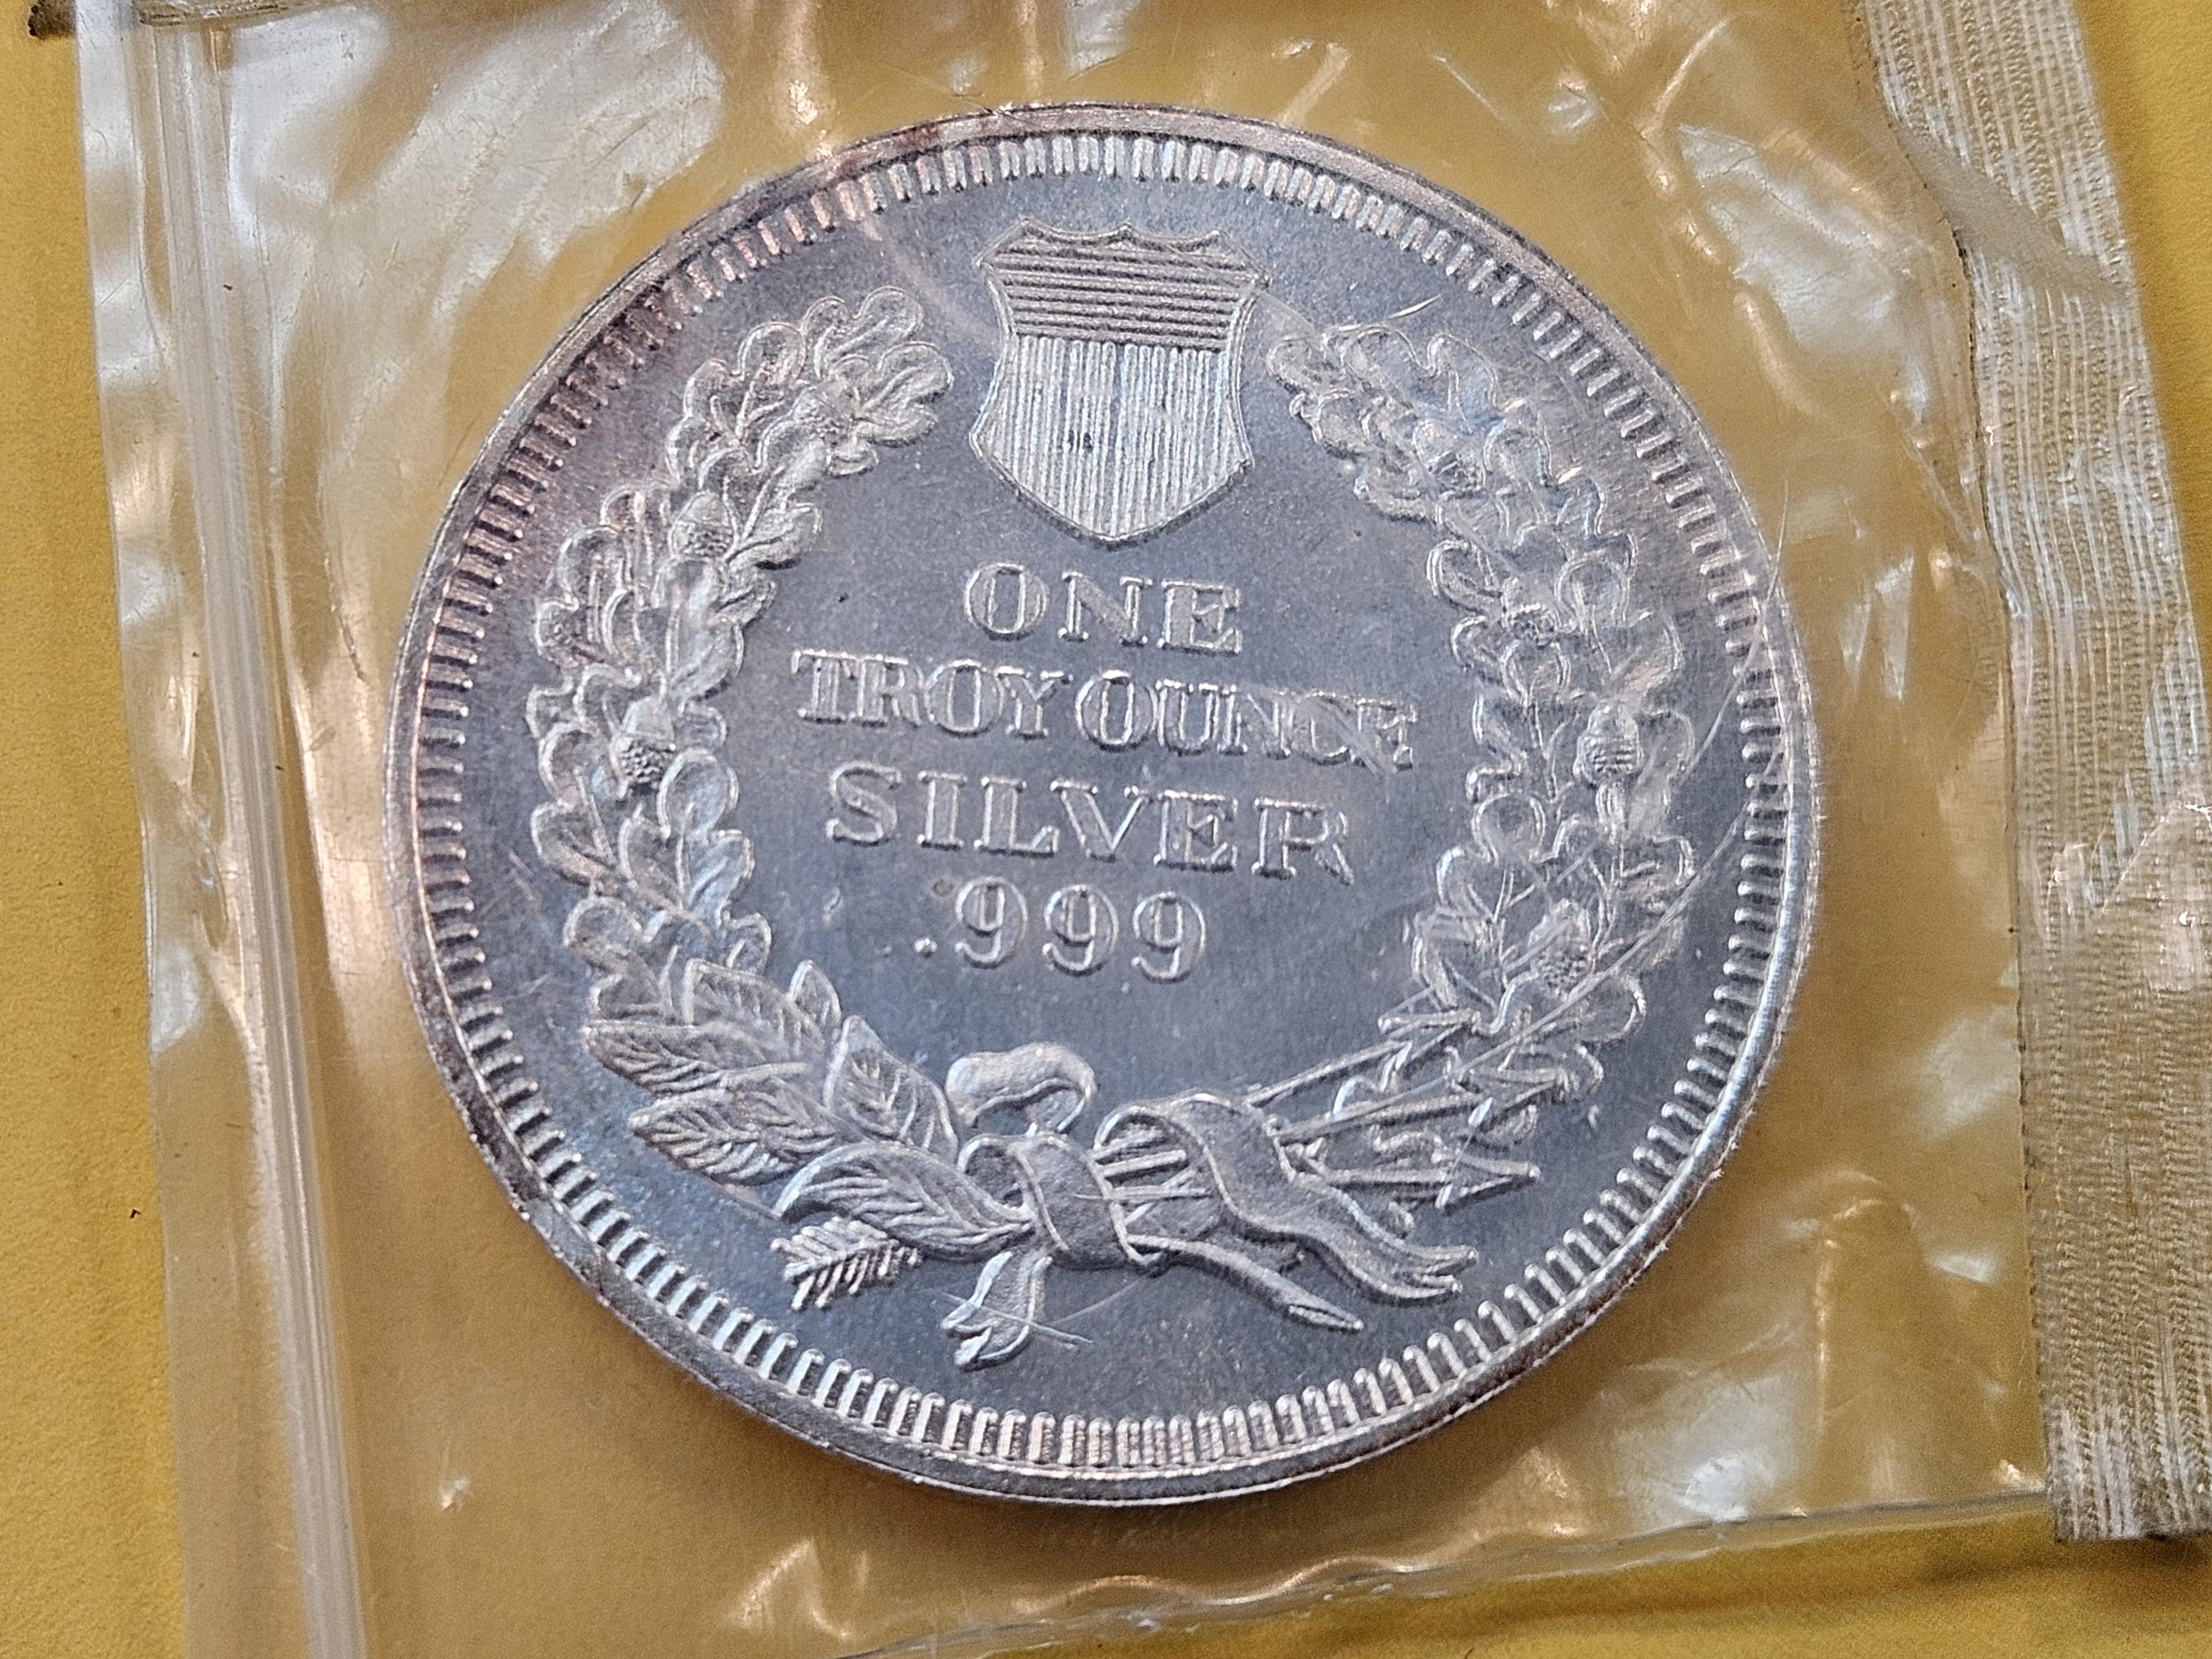 ONE
TROY OUNCE
SILVER
.999